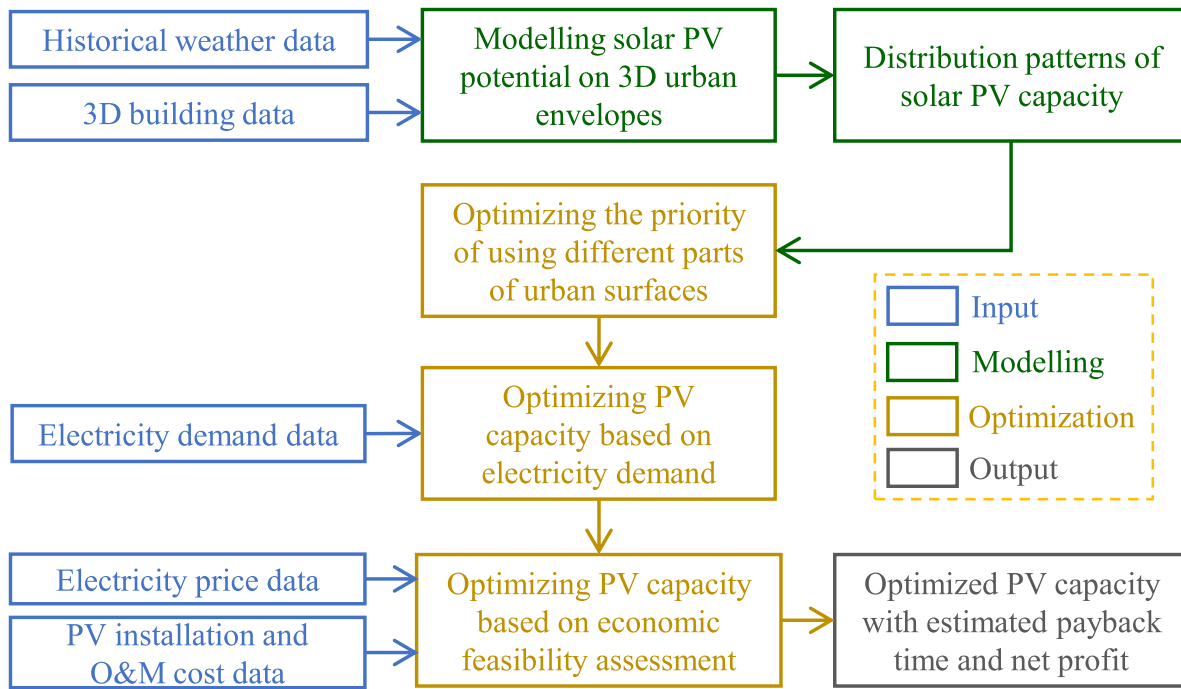 Historical weather data
3D building data
Modelling solar PV
potential on 3D urban
envelopes
Distribution patterns of
solar PV capacity
Optimizing the priority
of using different parts
of urban surfaces
Input
Modelling
Optimization
Output
Electricity demand data
Optimizing PV
capacity based on
electricity demand
Electricity price data
PV installation and
O&M cost data
Optimizing PV capacity
based on economic
feasibility assessment
Optimized PV capacity
with estimated payback
time and net profit